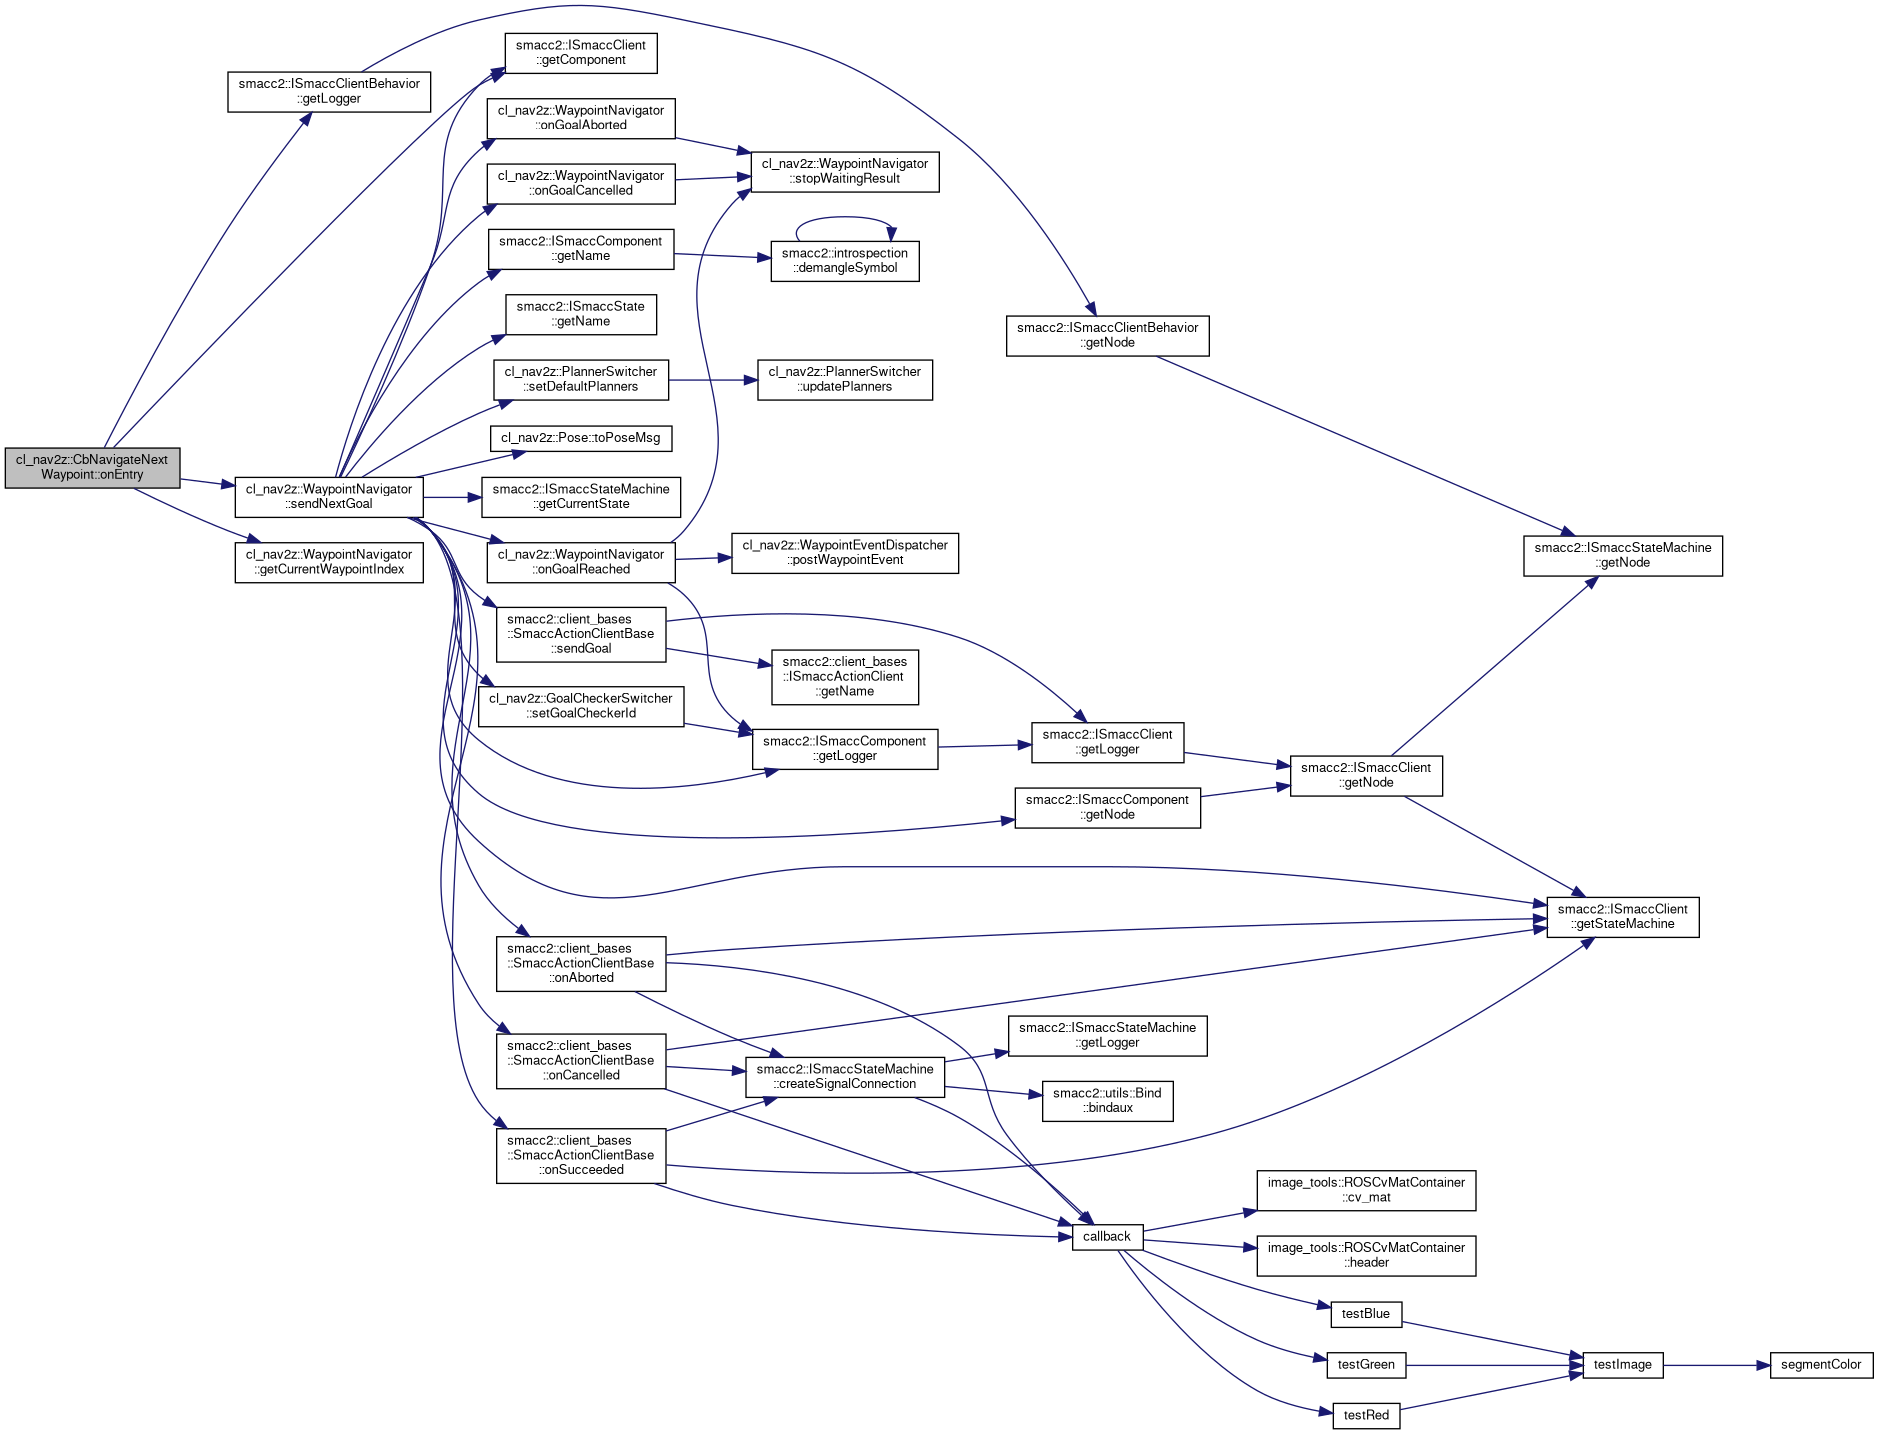 smacc2::ISmaccClient
::getComponent
smacc2::ISmaccClientBehavior
::getLogger
cl_nav2z::WaypointNavigator
::onGoalAborted
cl_nav2z::WaypointNavigator
::stopWaitingResult
cl_nav2z::WaypointNavigator
::onGoalCancelled
smacc2::ISmaccComponent
::getName
smacc2::introspection
::demangleSymbol
smacc2::ISmaccState
::getName
smacc2::ISmaccClientBehavior
::getNode
cl_nav2z::PlannerSwitcher
::setDefaultPlanners
cl_nav2z::PlannerSwitcher
::updatePlanners
cl_nav2z::Pose::toPoseMsg
cl_nav2z::CbNavigateNext
Waypoint::onEntry
cl_nav2z::WaypointNavigator
::sendNextGoal
smacc2::ISmaccStateMachine
::getCurrentState
cl_nav2z::WaypointNavigator
::getCurrentWaypointIndex
cl_nav2z::WaypointNavigator
::onGoalReached
cl_nav2z::WaypointEventDispatcher
::postWaypointEvent
smacc2::ISmaccStateMachine
::getNode
smacc2::client_bases
::SmaccActionClientBase
::sendGoal
smacc2::client_bases
::ISmaccActionClient
::getName
cl_nav2z::GoalCheckerSwitcher
::setGoalCheckerId
smacc2::ISmaccComponent
::getLogger
smacc2::ISmaccClient
::getLogger
smacc2::ISmaccClient
::getNode
smacc2::ISmaccComponent
::getNode
smacc2::ISmaccClient
::getStateMachine
smacc2::client_bases
::SmaccActionClientBase
::onAborted
smacc2::client_bases
::SmaccActionClientBase
::onCancelled
smacc2::ISmaccStateMachine
::createSignalConnection
smacc2::ISmaccStateMachine
::getLogger
smacc2::utils::Bind
::bindaux
smacc2::client_bases
::SmaccActionClientBase
::onSucceeded
image_tools::ROSCvMatContainer
::cv_mat
callback
image_tools::ROSCvMatContainer
::header
testBlue
testGreen
testImage
segmentColor
testRed